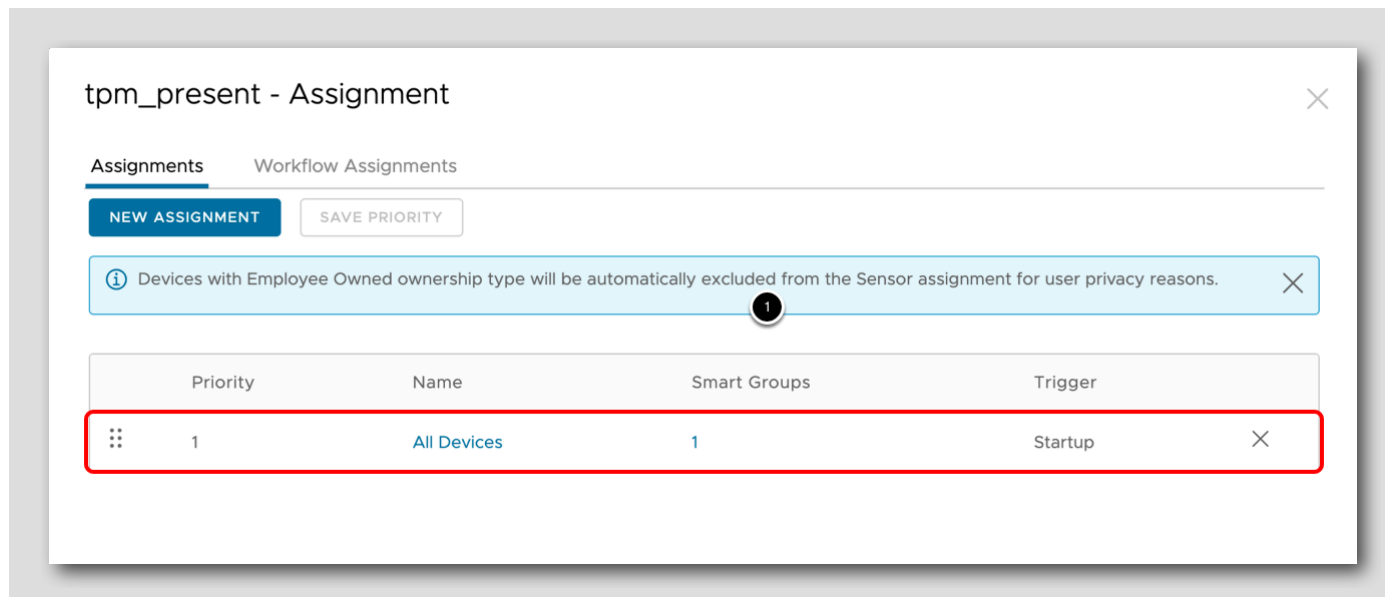 tpm_present - Assignment
Assignments Workflow Assignments
NEW ASSIGNMENT SAVE PRIORITY
Devices with Employee Owned ownership type will be automatically excluded from the Sensor assignment for user privacy reasons.
1
Priority Name Smart Groups Trigger
1 All Devices 1 Startup